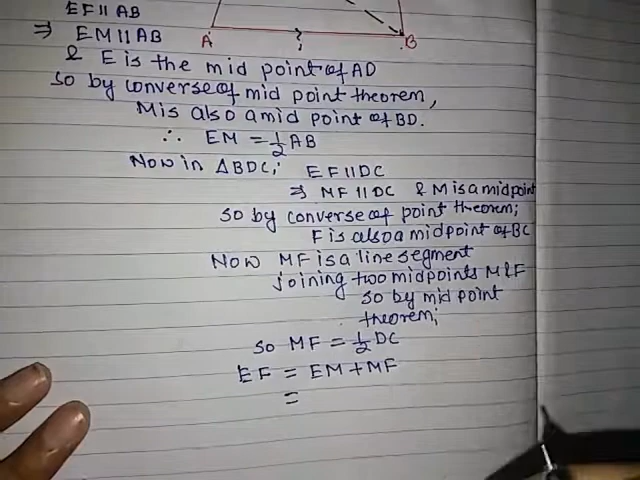 EF || AB
A
B
⇒ EM || AB
& E is the mid point of AD
so by converse of mid point theorem,
M is also a mid point of BD.
∴ EM = 1/2 AB
Now in △BDC, EF || DC
⇒ MF || DC & M is a midpoint
so by converse of point theorem;
F is also a midpoint of BC
Now MF is a line segment
joining two midpoints M & F
so by mid point
theorem;
so MF = 1/2 DC
EF = EM + MF
=